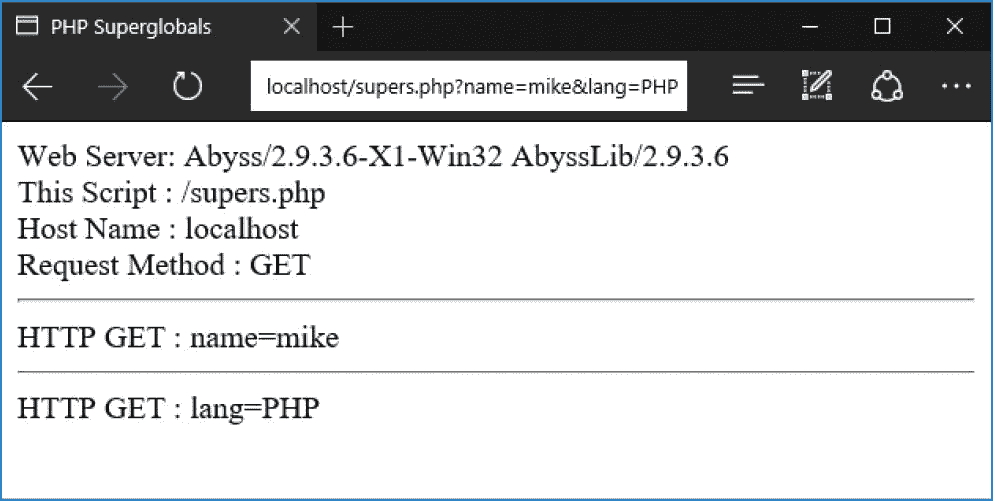 PHP Superglobals
localhost/supers.php?name=mike&lang=PHP
Web Server: Abyss/2.9.3.6-X1-Win32 AbyssLib/2.9.3.6
This Script : /supers.php
Host Name : localhost
Request Method : GET
HTTP GET : name=mike
HTTP GET : lang=PHP